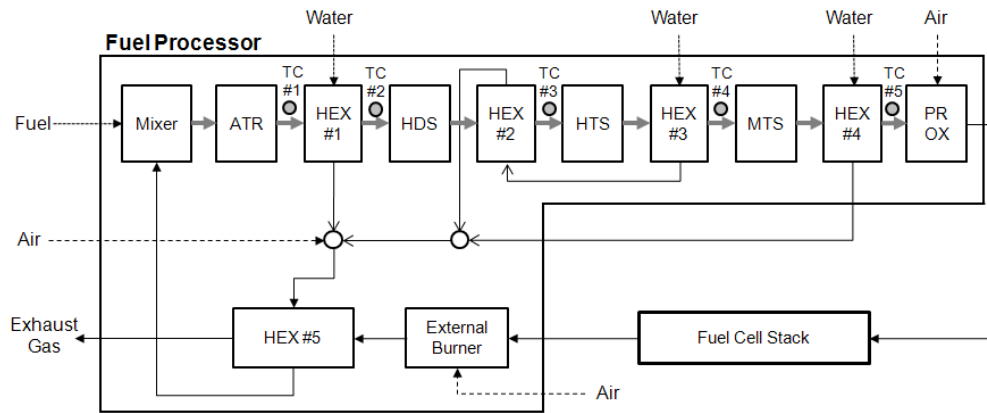 Water
Water
Water
Air
Fuel Processor
TC
#1
TC
#2
TC
#3
TC
#4
TC
#5
Fuel
Mixer
ATR
HEX
#1
HDS
HEX
#2
HTS
HEX
#3
MTS
HEX
#4
PR
OX
Air
Exhaust
Gas
HEX #5
External
Burner
Fuel Cell Stack
Air